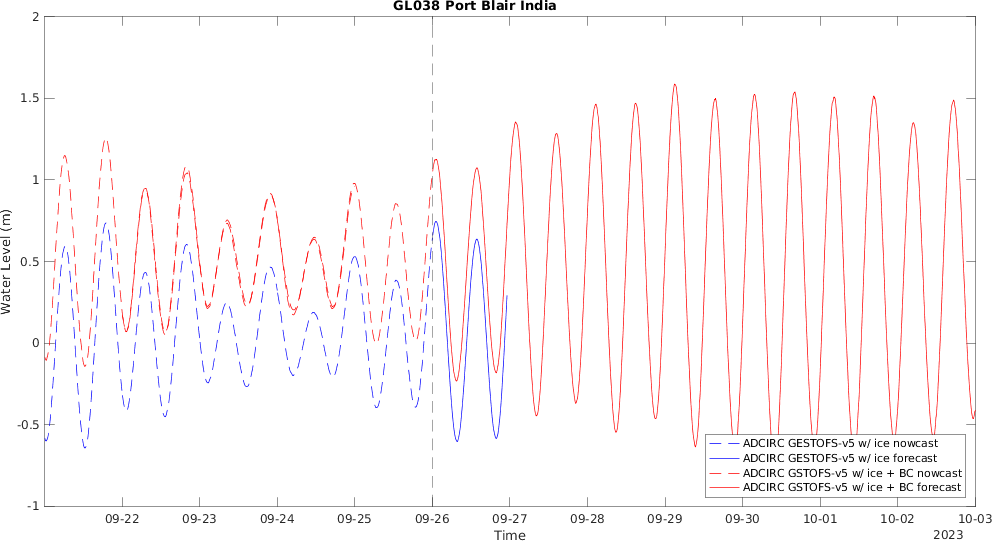 GL038 Port Blair India
Water Level (m)
2
1.5
1
0.5
0
-0.5
-1
ADCIRC GESTOFS-v5 w/ ice nowcast
ADCIRC GESTOFS-v5 w/ ice forecast
ADCIRC GSTOFS-v5 w/ ice + BC nowcast
ADCIRC GSTOFS-v5 w/ ice + BC forecast
09-22 09-23 09-24 09-25 09-26 09-27 09-28 09-29 09-30 10-01 10-02 10-03
Time
2023